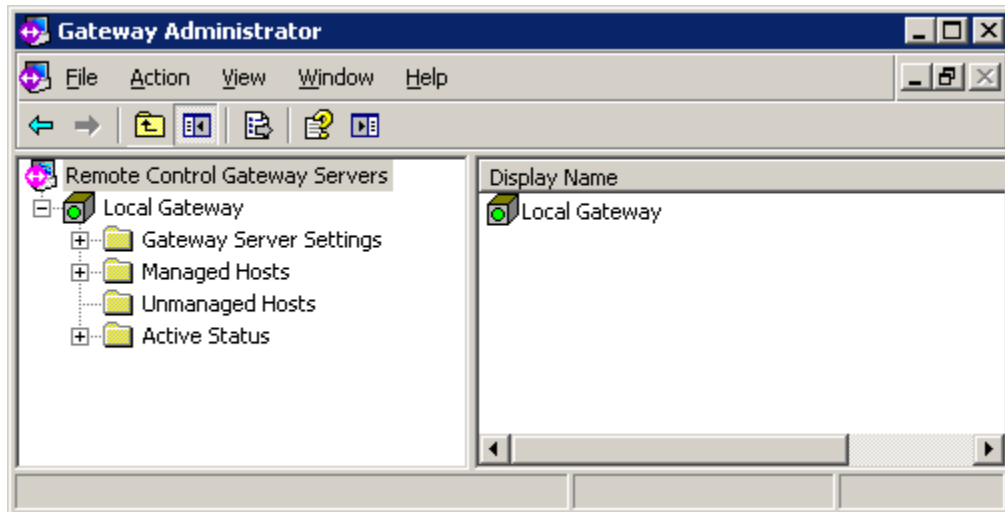 Gateway Administrator
File Action View Window Help
Remote Control Gateway Servers
Local Gateway
Gateway Server Settings
Managed Hosts
Unmanaged Hosts
Active Status
Display Name
Local Gateway